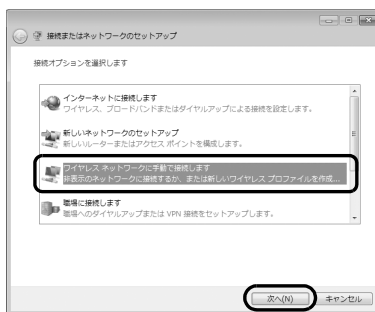 接続またはネットワークのセットアップ
接続オプションを選択します
インターネットに接続します
ワイヤレス、ブロードバンドまたはダイヤルアップによる接続を設定します。
新しいネットワークのセットアップ
新しいルーターまたはアクセス ポイントを構成します。
ワイヤレス ネットワークに手動で接続します
非表示のネットワークに接続するか、または新しいワイヤレス プロファイルを作成...
職場に接続します
職場へのダイヤルアップまたは VPN 接続をセットアップします。
次へ(N)
キャンセル